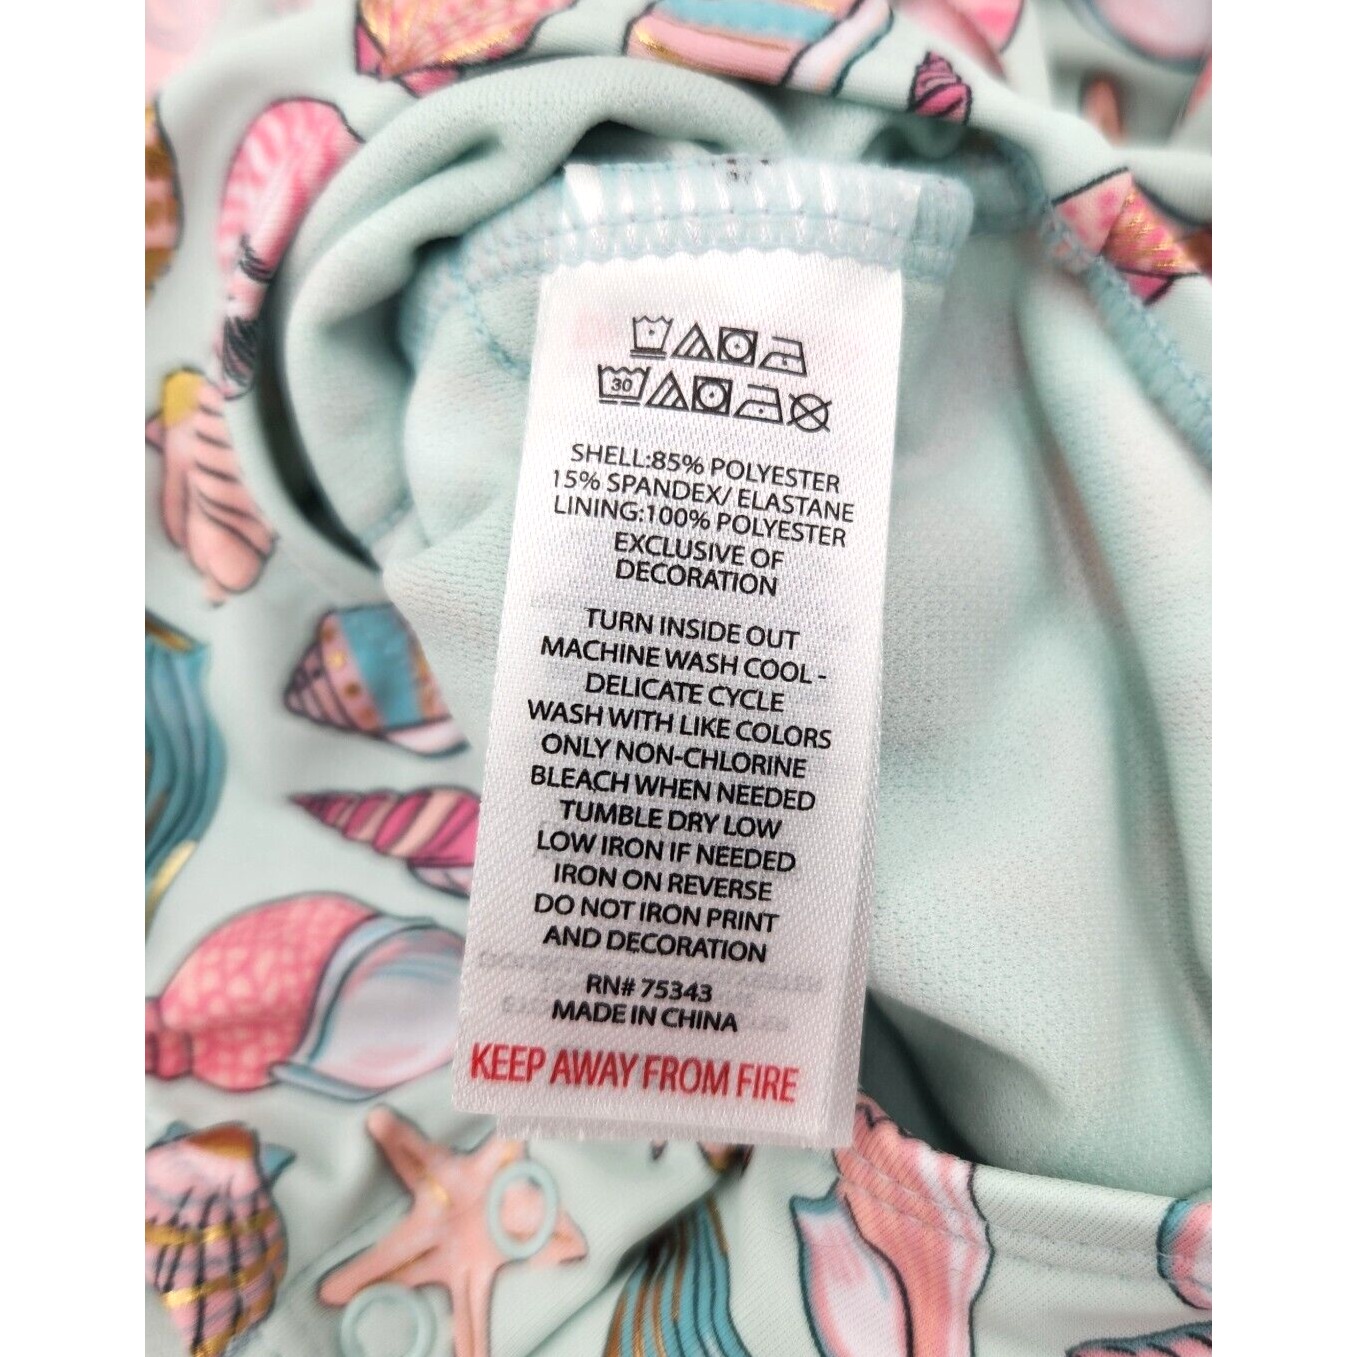 30
SHELL:85% POLYESTER
15% SPANDEX/ ELASTANE
LINING:100% POLYESTER
EXCLUSIVE OF
DECORATION
TURN INSIDE OUT
MACHINE WASH COOL -
DELICATE CYCLE
WASH WITH LIKE COLORS
ONLY NON-CHLORINE
BLEACH WHEN NEEDED
TUMBLE DRY LOW
LOW IRON IF NEEDED
IRON ON REVERSE
DO NOT IRON PRINT
AND DECORATION
RN# 75343
MADE IN CHINA
KEEP AWAY FROM FIRE